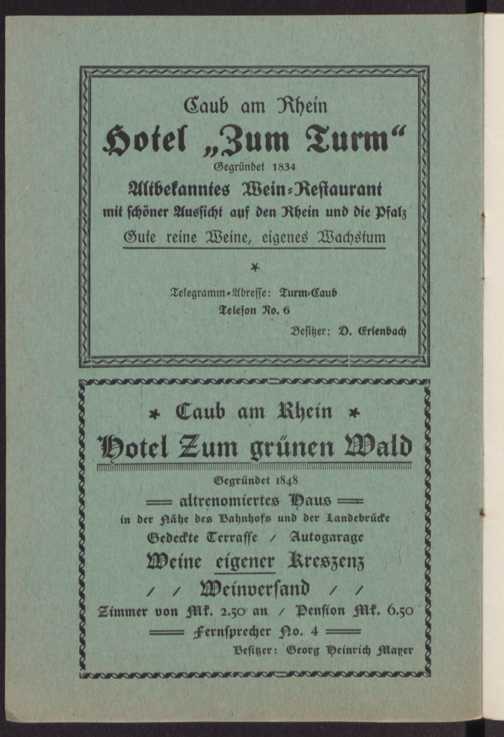 Caub am Rhein
Hotel „Zum Turm“
Gegründet 1834
Altbekanntes Wein-Restaurant
mit schöner Aussicht auf den Rhein und die Pfalz
Gute reine Weine, eigenes Wachstum
*
Telegramm-Adresse: Turm-Caub
Telefon No. 6
Besitzer: D. Erlenbach
* Caub am Rhein *
Hotel Zum grünen Wald
Gegründet 1848
altrenomiertes Haus
in der Nähe des Bahnhofs und der Landebrücke
Gedeckte Terrasse / Autogarage
Weine eigener Kreszenz
/ / Weinversand / /
Zimmer von Mk. 2.50 an / Pension Mk. 6.50
Fernsprecher No. 4
Besitzer: Georg Heinrich Mayer